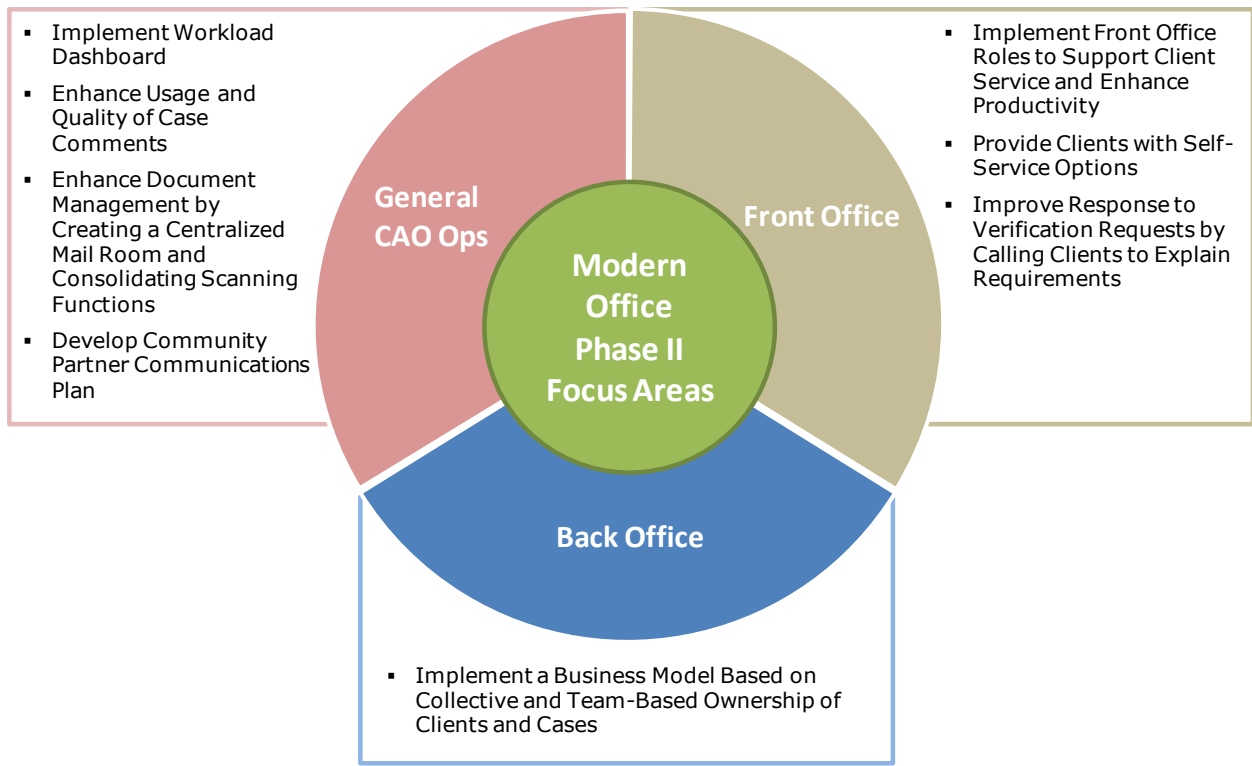 ▪ Implement Workload
Dashboard
▪ Enhance Usage and
Quality of Case
Comments
▪ Enhance Document
Management by
Creating a Centralized
Mail Room and
Consolidating Scanning
Functions
▪ Develop Community
Partner Communications
Plan
General
CAO Ops
Modern
Office
Phase II
Focus Areas
Front Office
▪ Implement Front Office
Roles to Support Client
Service and Enhance
Productivity
▪ Provide Clients with Self-
Service Options
▪ Improve Response to
Verification Requests by
Calling Clients to Explain
Requirements
Back Office
▪ Implement a Business Model Based on
Collective and Team-Based Ownership of
Clients and Cases